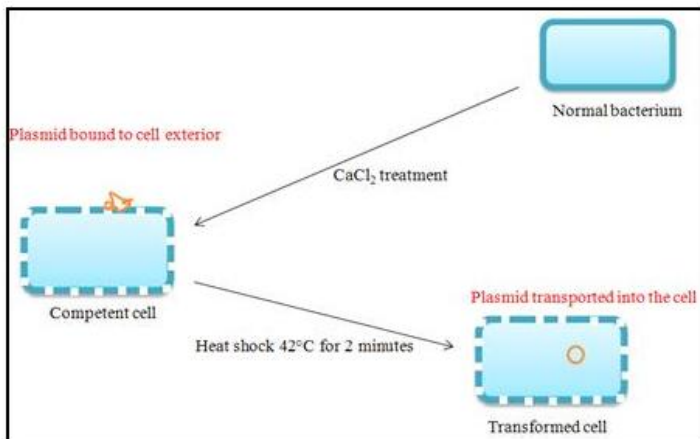 Normal bacterium
Plasmid bound to cell exterior
CaCl₂ treatment
Competent cell
Plasmid transported into the cell
Heat shock 42°C for 2 minutes
Transformed cell